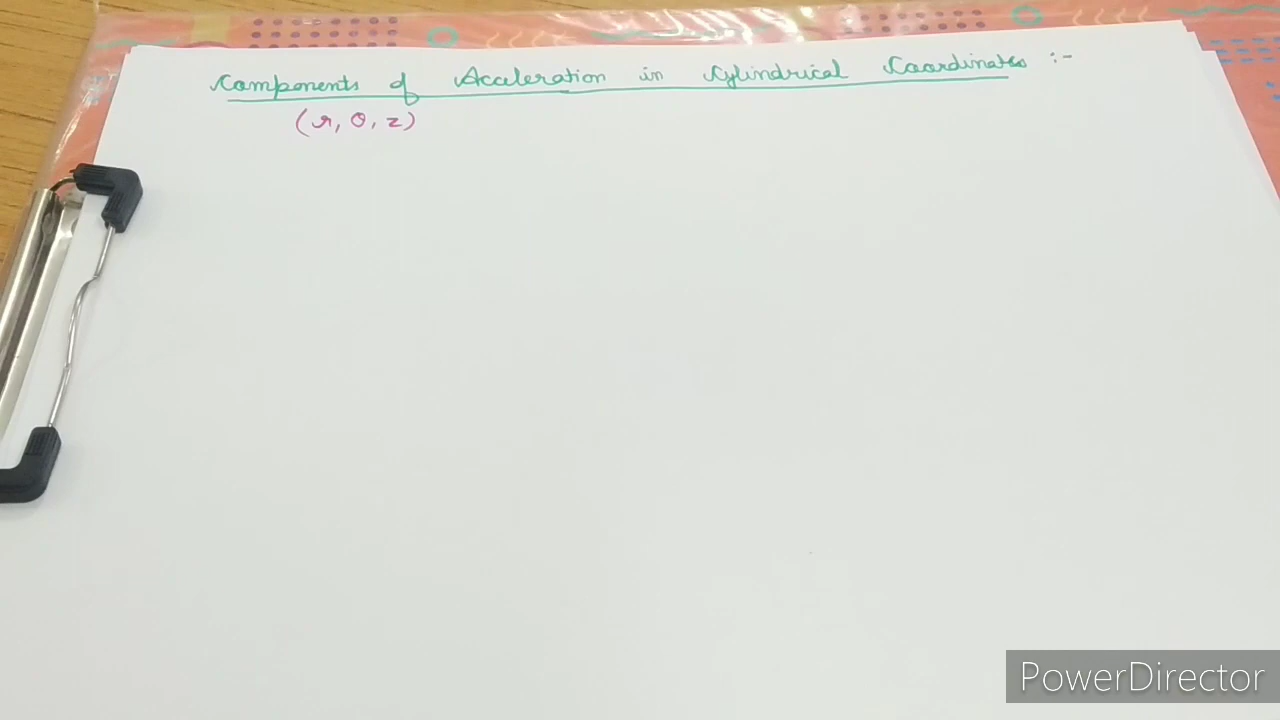 Components of Acceleration in Cylindrical Coordinates :-
(r, θ, z)
PowerDirector